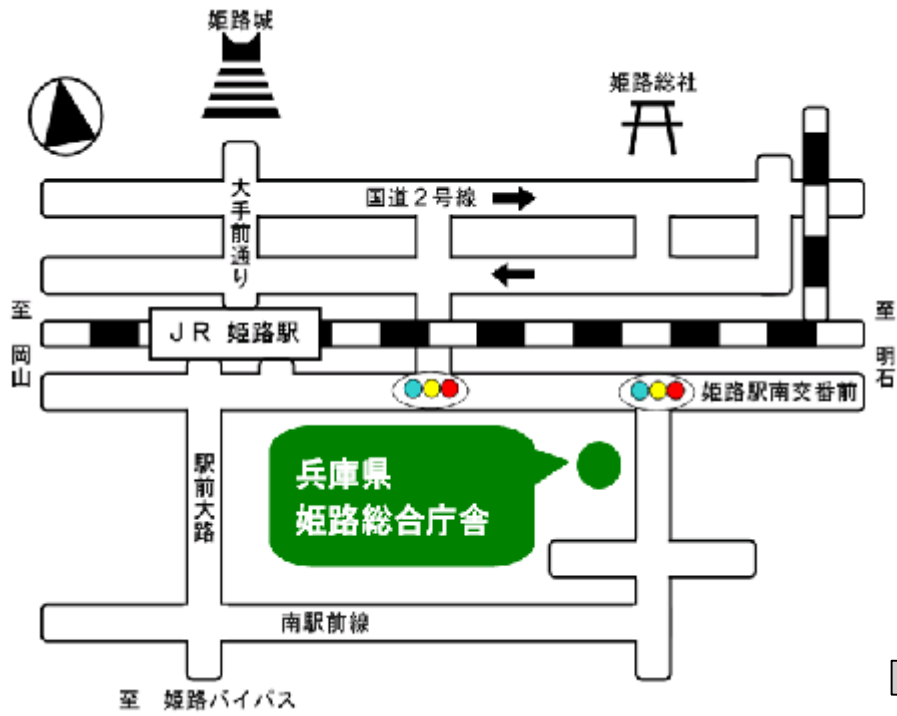 姫路城
姫路総社
国道2号線
大手前通り
至 岡山
JR 姫路駅
至 明石
姫路駅南交番前
駅前大路
兵庫県
姫路総合庁舎
南駅前線
至 姫路バイパス